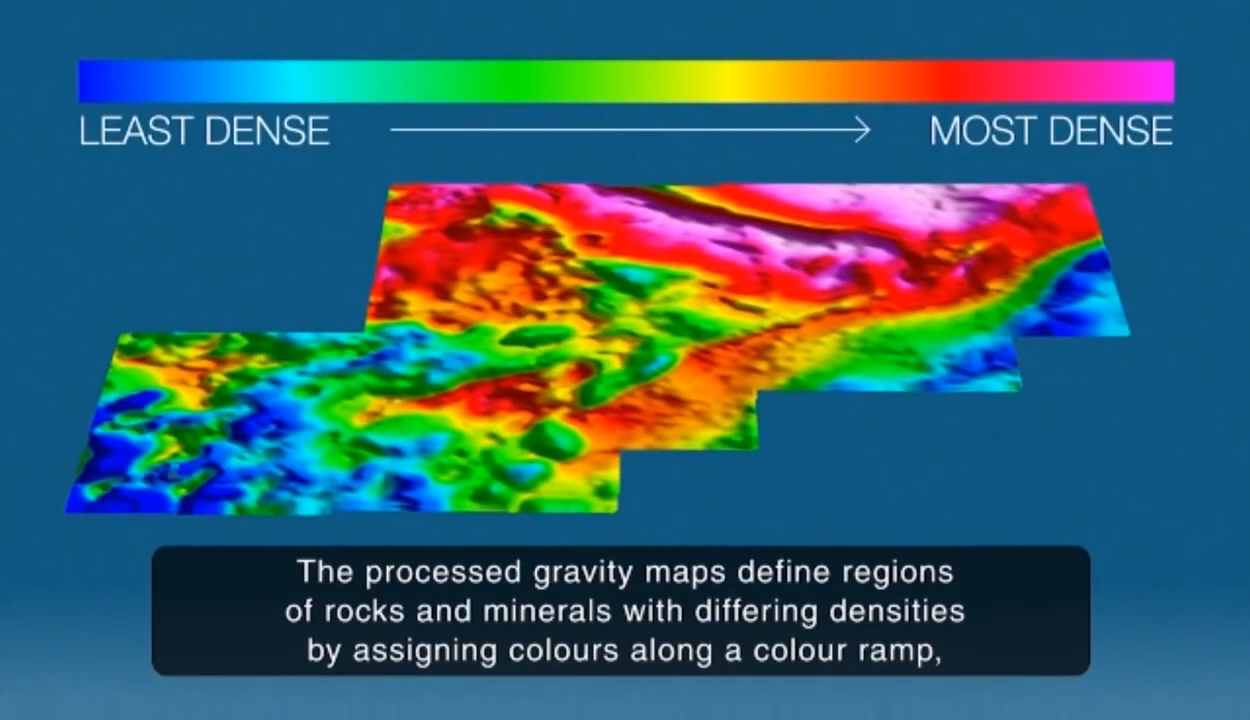 LEAST DENSE
MOST DENSE
The processed gravity maps define regions
of rocks and minerals with differing densities
by assigning colours along a colour ramp,